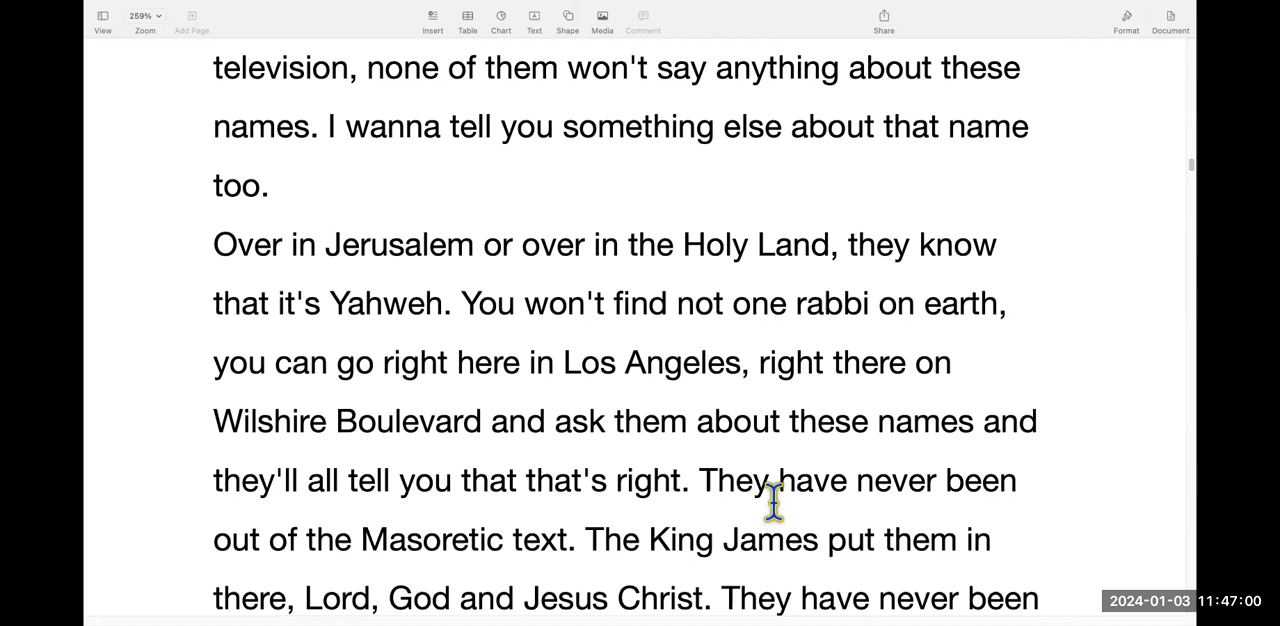 259%
View
Zoom
Add Page
Insert
Table
Chart
Text
Shape
Media
Comment
Share
Format
Document
television, none of them won't say anything about these
names. I wanna tell you something else about that name
too.
Over in Jerusalem or over in the Holy Land, they know
that it's Yahweh. You won't find not one rabbi on earth,
you can go right here in Los Angeles, right there on
Wilshire Boulevard and ask them about these names and
they'll all tell you that that's right. They have never been
out of the Masoretic text. The King James put them in
there, Lord, God and Jesus Christ. They have never been
2024-01-03 11:47:00